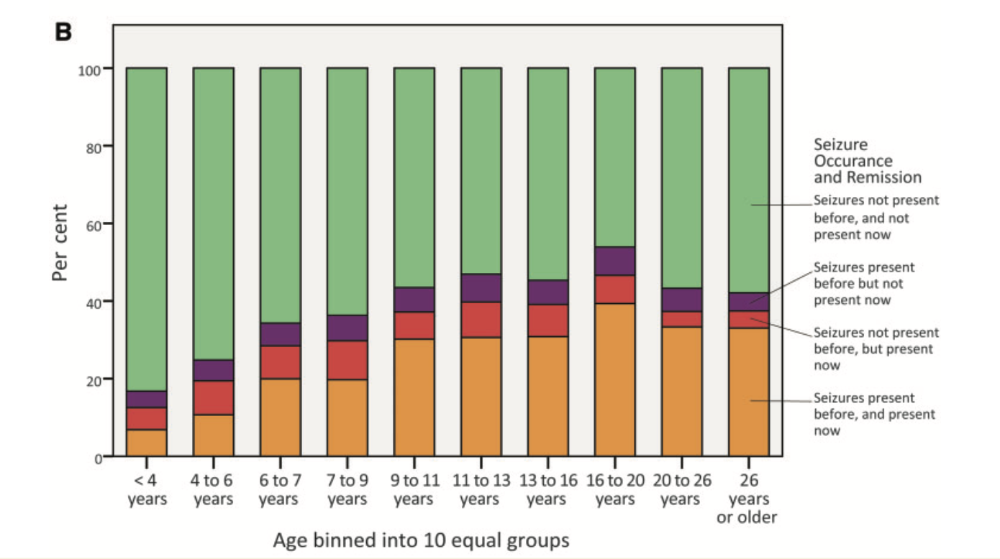 B
100
80
60
40
20
0
Per cent
< 4
years
4 to 6
years
6 to 7
years
7 to 9
years
9 to 11
years
11 to 13
years
13 to 16
years
16 to 20
years
20 to 26
years
26
years
or older
Age binned into 10 equal groups
Seizure
Occurance
and Remission
Seizures not present
before, and not
present now
Seizures present
before but not
present now
Seizures not present
before, but present
now
Seizures present
before, and present
now